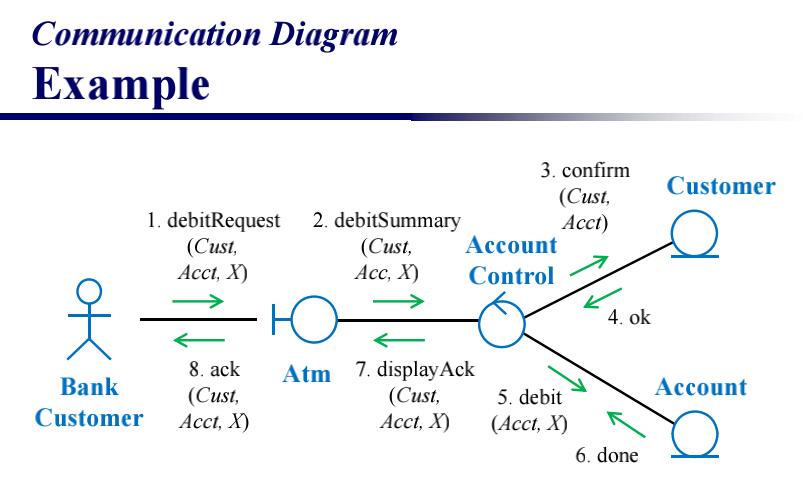 Communication Diagram
Example
1. debitRequest
(Cust,
Acct, X)
2. debitSummary
(Cust,
Acc, X)
3. confirm
(Cust,
Acct)
Customer
Account
Control
4. ok
Bank
Customer
8. ack
(Cust,
Acct, X)
Atm
7. displayAck
(Cust,
Acct, X)
5. debit
(Acct, X)
Account
6. done